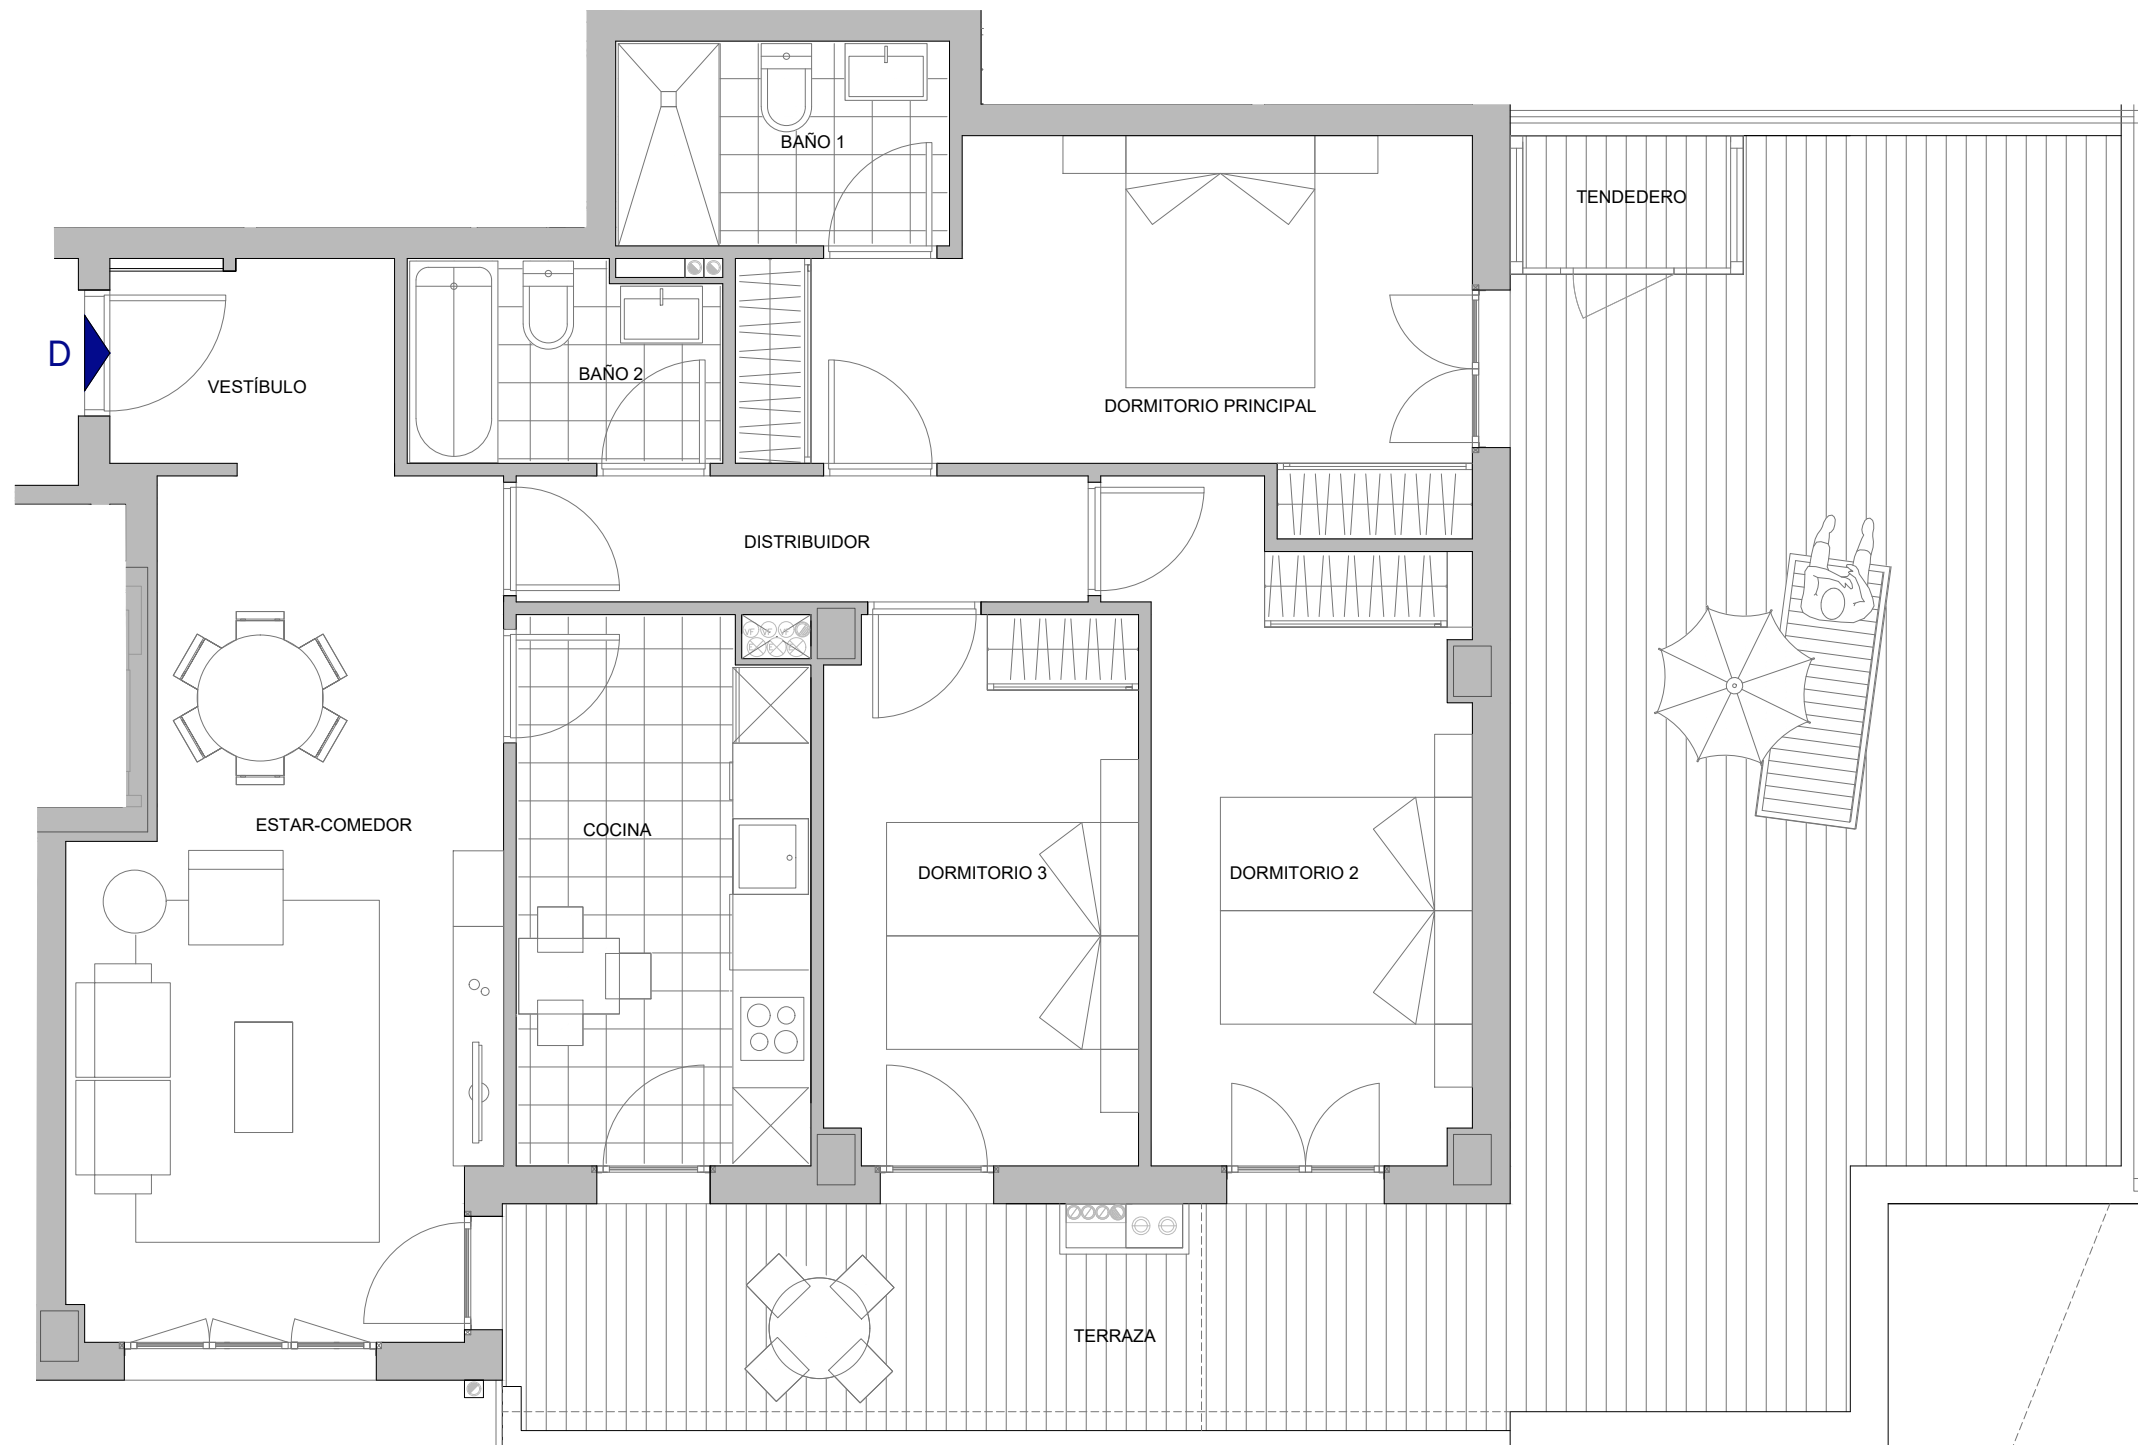 BAÑO 1
TENDEDERO
D
VESTÍBULO
BAÑO 2
DORMITORIO PRINCIPAL
DISTRIBUIDOR
ESTAR-COMEDOR
COCINA
DORMITORIO 3
DORMITORIO 2
TERRAZA